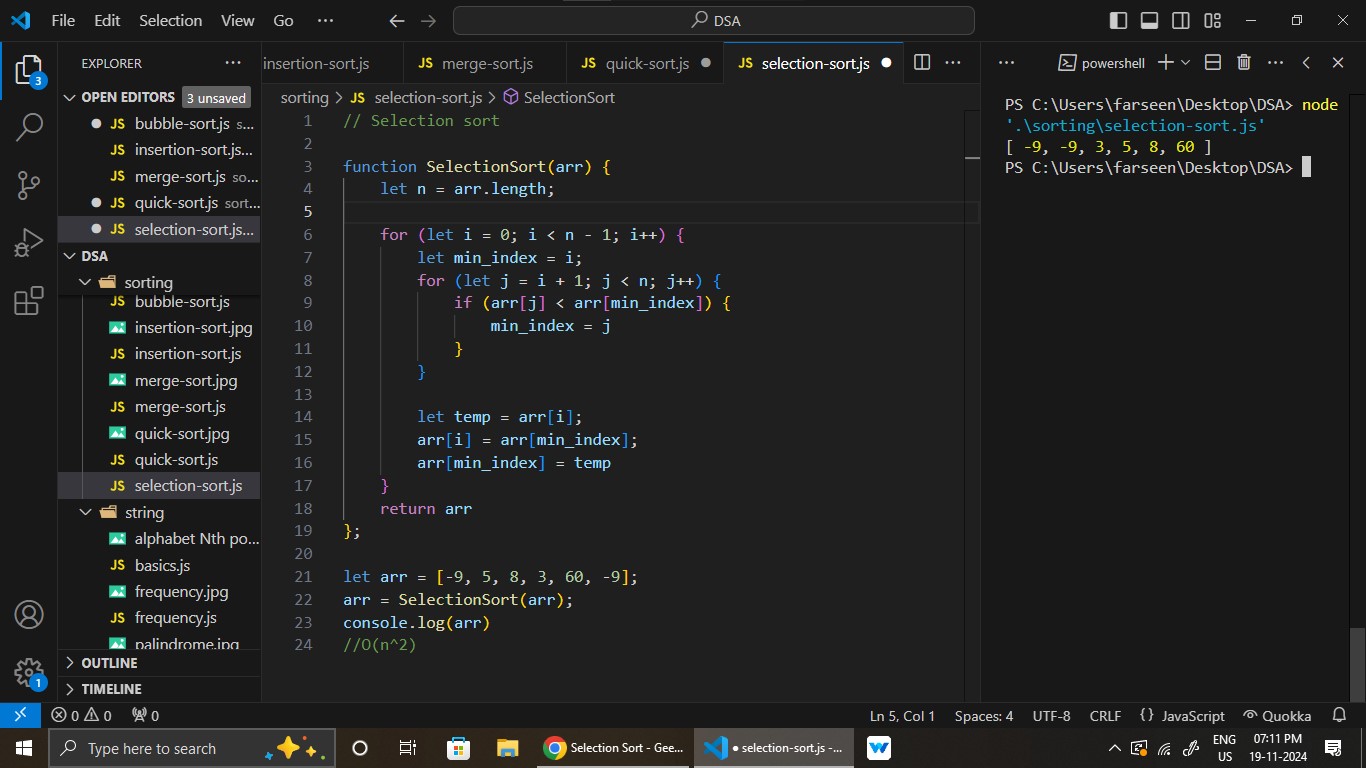 File Edit Selection View Go ···
DSA
EXPLORER ···
OPEN EDITORS 3 unsaved
JS bubble-sort.js s...
JS insertion-sort.js...
JS merge-sort.js so...
JS quick-sort.js sort...
JS selection-sort.js...
DSA
sorting
JS bubble-sort.js
insertion-sort.jpg
JS insertion-sort.js
merge-sort.jpg
JS merge-sort.js
quick-sort.jpg
JS quick-sort.js
JS selection-sort.js
string
alphabet Nth po...
JS basics.js
frequency.jpg
JS frequency.js
palindrome.jpg
OUTLINE
TIMELINE
3
1
insertion-sort.js JS merge-sort.js JS quick-sort.js JS selection-sort.js ···
sorting > JS selection-sort.js > SelectionSort
1 // Selection sort
2
3 function SelectionSort(arr) {
4 let n = arr.length;
5
6 for (let i = 0; i < n - 1; i++) {
7 let min_index = i;
8 for (let j = i + 1; j < n; j++) {
9 if (arr[j] < arr[min_index]) {
10 min_index = j
11 }
12 }
13
14 let temp = arr[i];
15 arr[i] = arr[min_index];
16 arr[min_index] = temp
17 }
18 return arr
19 };
20
21 let arr = [-9, 5, 8, 3, 60, -9];
22 arr = SelectionSort(arr);
23 console.log(arr)
24 //O(n^2)
··· powershell ···
PS C:\Users\farseen\Desktop\DSA> node
'.\sorting\selection-sort.js'
[ -9, -9, 3, 5, 8, 60 ]
PS C:\Users\farseen\Desktop\DSA>
0 0 0 Ln 5, Col 1 Spaces: 4 UTF-8 CRLF {} JavaScript Quokka
Type here to search
Selection Sort - Gee...
● selection-sort.js -...
ENG
US
07:11 PM
19-11-2024